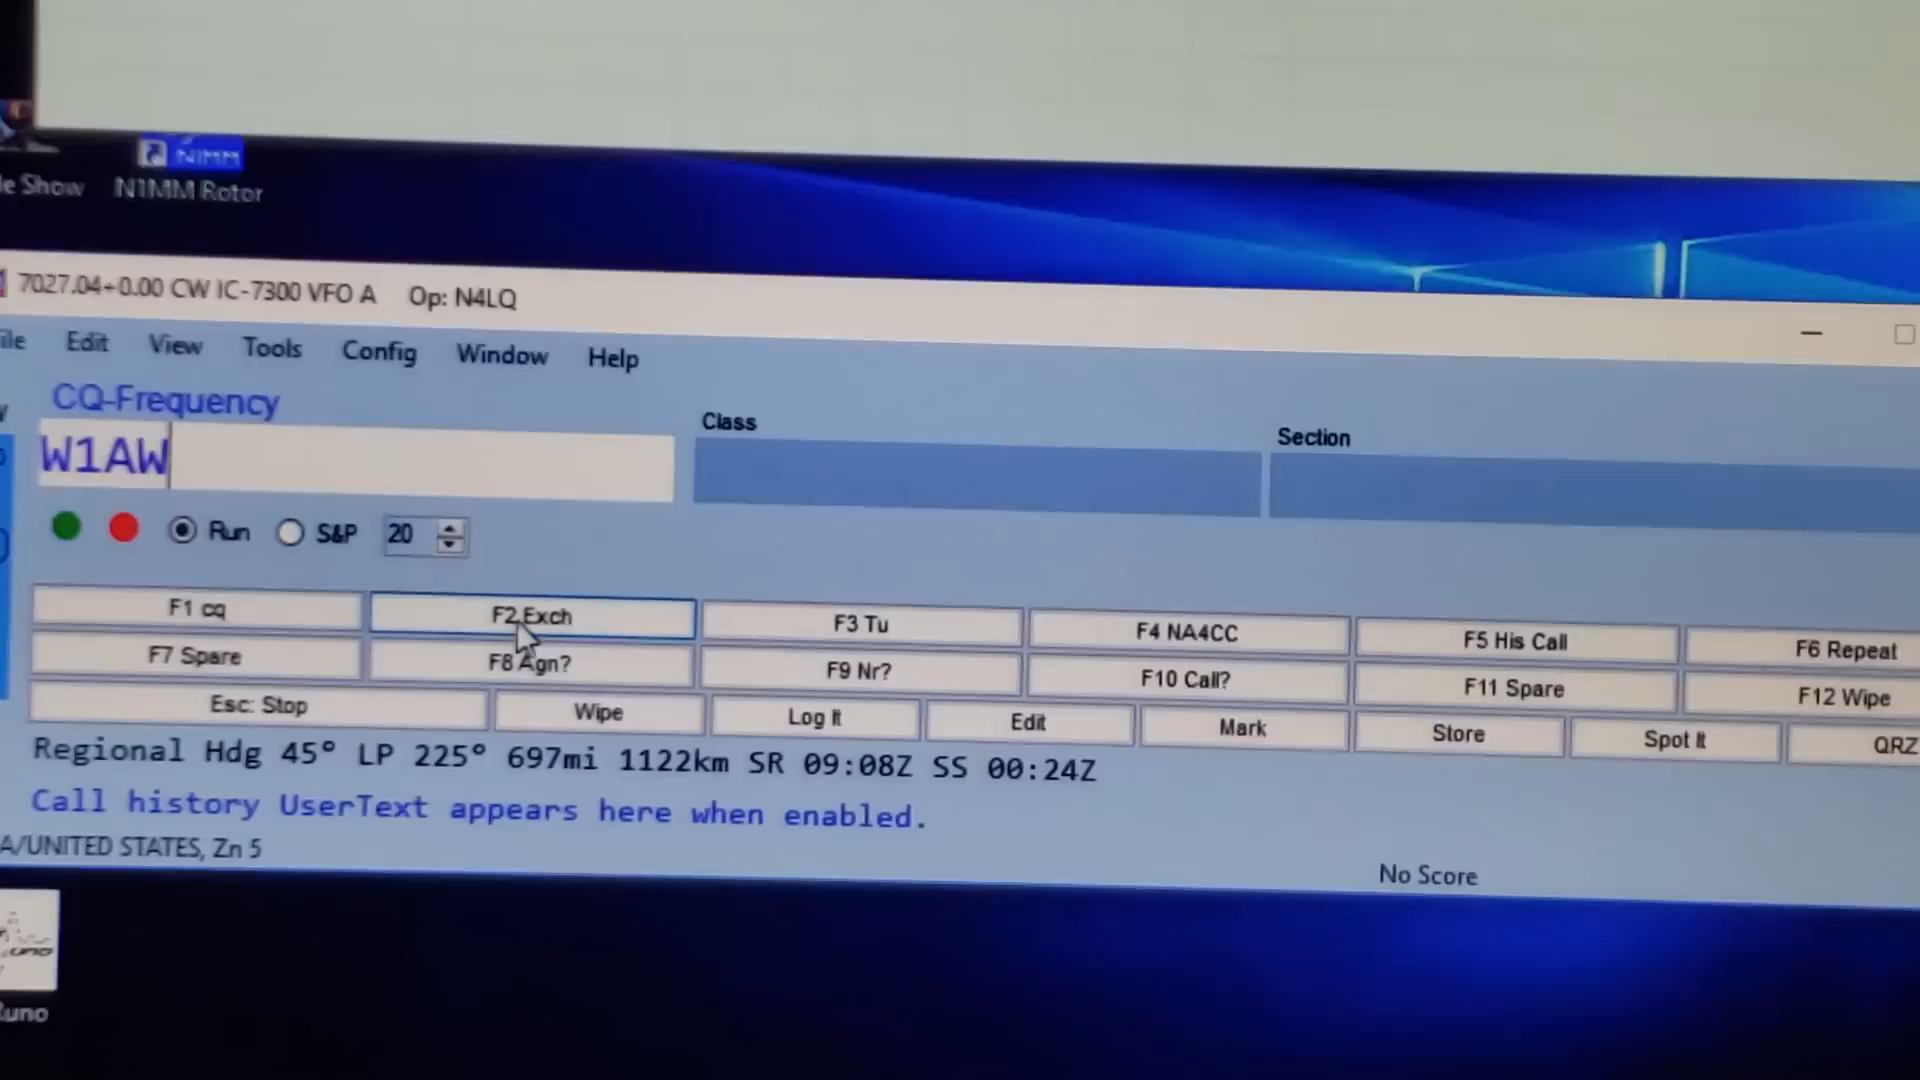 N1MM
le Show
N1MM Rotor
7027.04+0.00 CW IC-7300 VFO A Op: N4LQ
ile Edit View Tools Config Window Help
CQ-Frequency
Class
Section
W1AW
Run S&P 20
F1 cq F2 Exch F3 Tu F4 NA4CC F5 His Call F6 Repeat
F7 Spare F8 Agn? F9 Nr? F10 Call? F11 Spare F12 Wipe
Esc: Stop Wipe Log It Edit Mark Store Spot It QRZ
Regional Hdg 45° LP 225° 697mi 1122km SR 09:08Z SS 00:24Z
Call history UserText appears here when enabled.
A/UNITED STATES, Zn 5
No Score